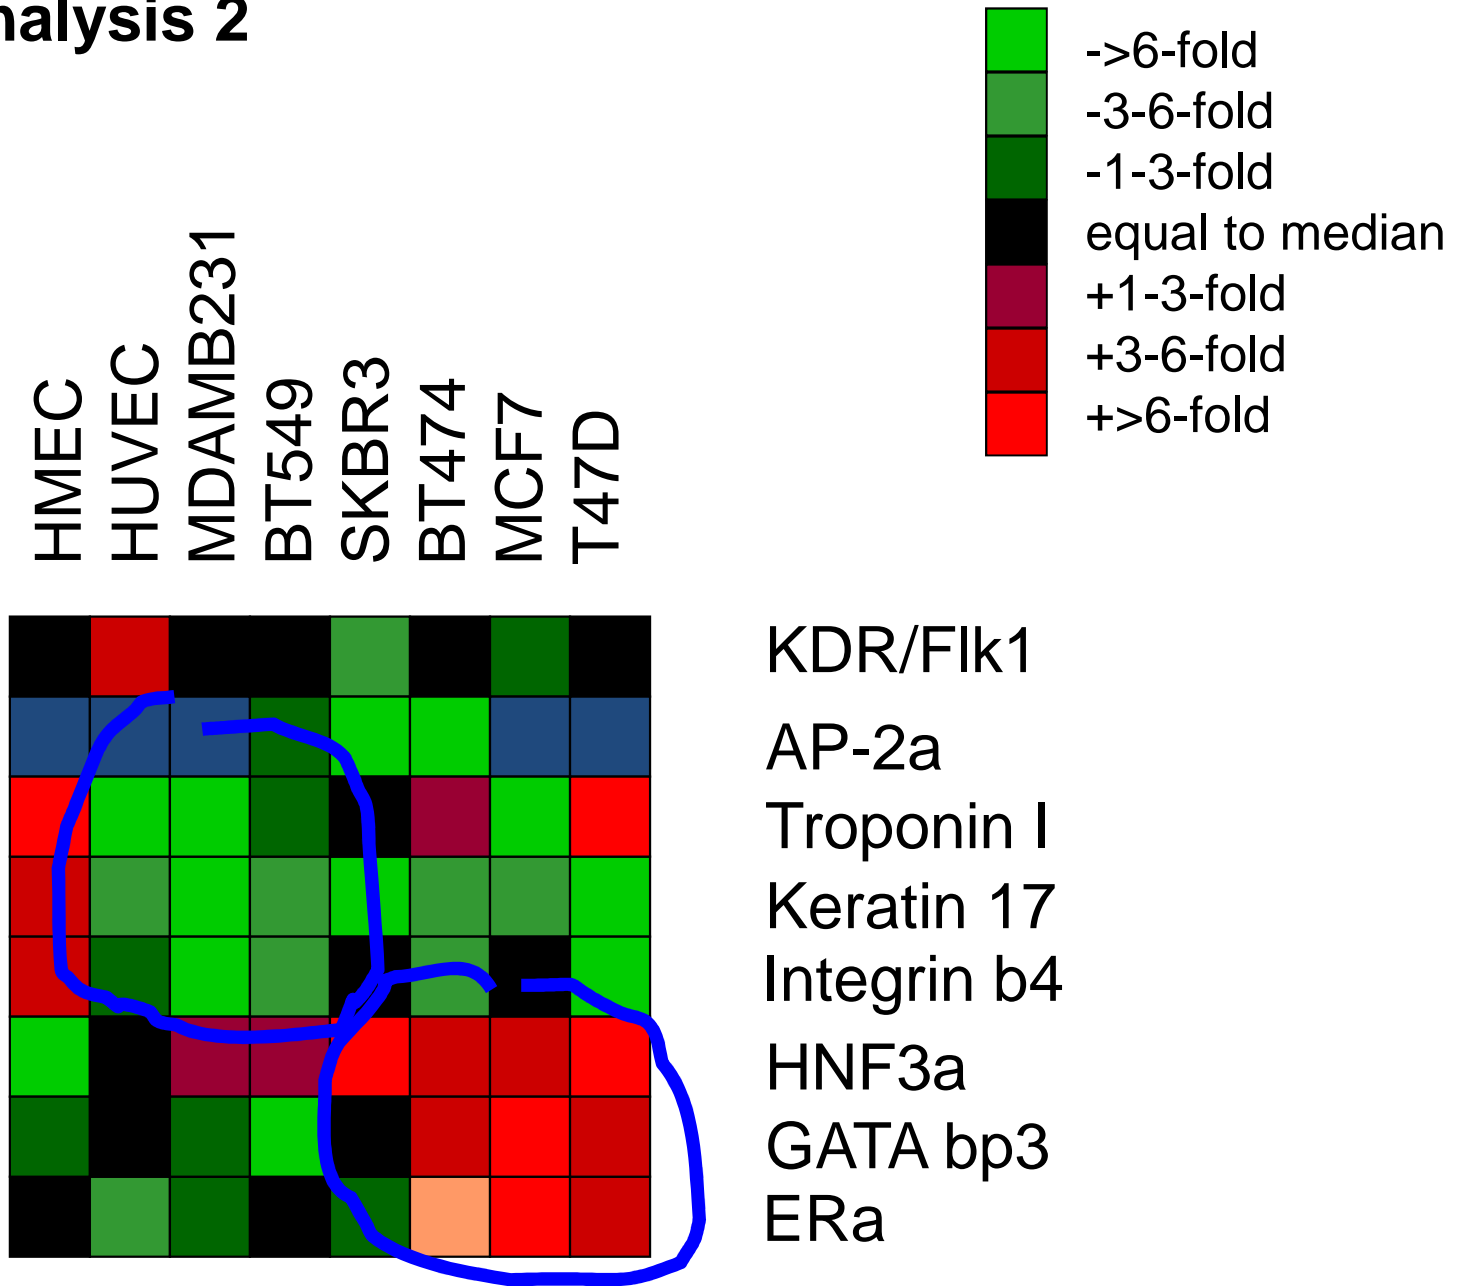 nalysis 2
->6-fold
-3-6-fold
-1-3-fold
equal to median
+1-3-fold
+3-6-fold
+>6-fold
HMEC
HUVEC
MDAMB231
BT549
SKBR3
BT474
MCF7
T47D
KDR/Flk1
AP-2a
Troponin I
Keratin 17
Integrin b4
HNF3a
GATA bp3
ERa